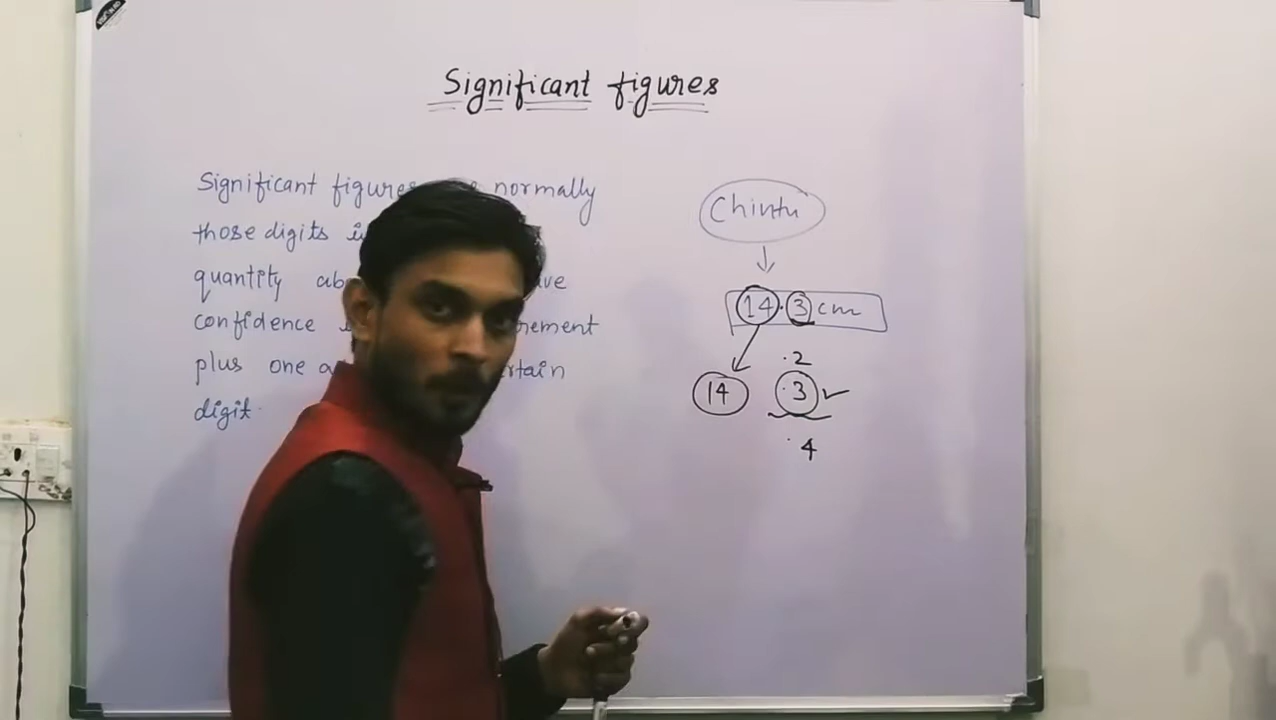 Significant figures
Significant figures normally
those digits
quantity
confidence
plus one
digit.
Chintu
14.3 cm
14
.2
.3
.4